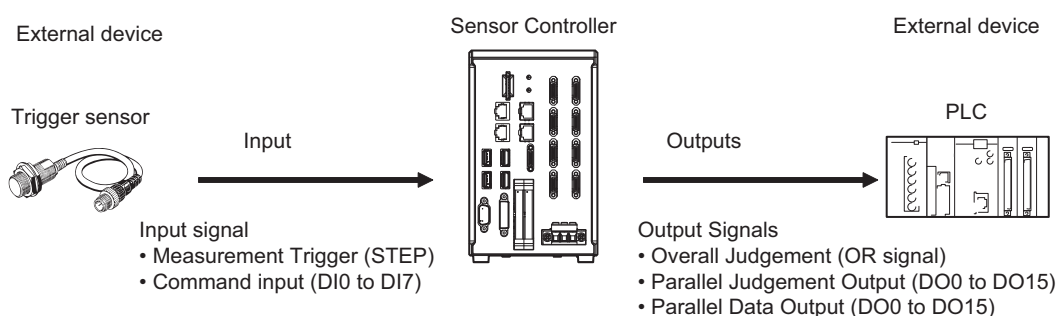 External device
Sensor Controller
External device
Trigger sensor
Input
Outputs
PLC
Input signal
• Measurement Trigger (STEP)
• Command input (DI0 to DI7)
Output Signals
• Overall Judgement (OR signal)
• Parallel Judgement Output (DO0 to DO15)
• Parallel Data Output (DO0 to DO15)